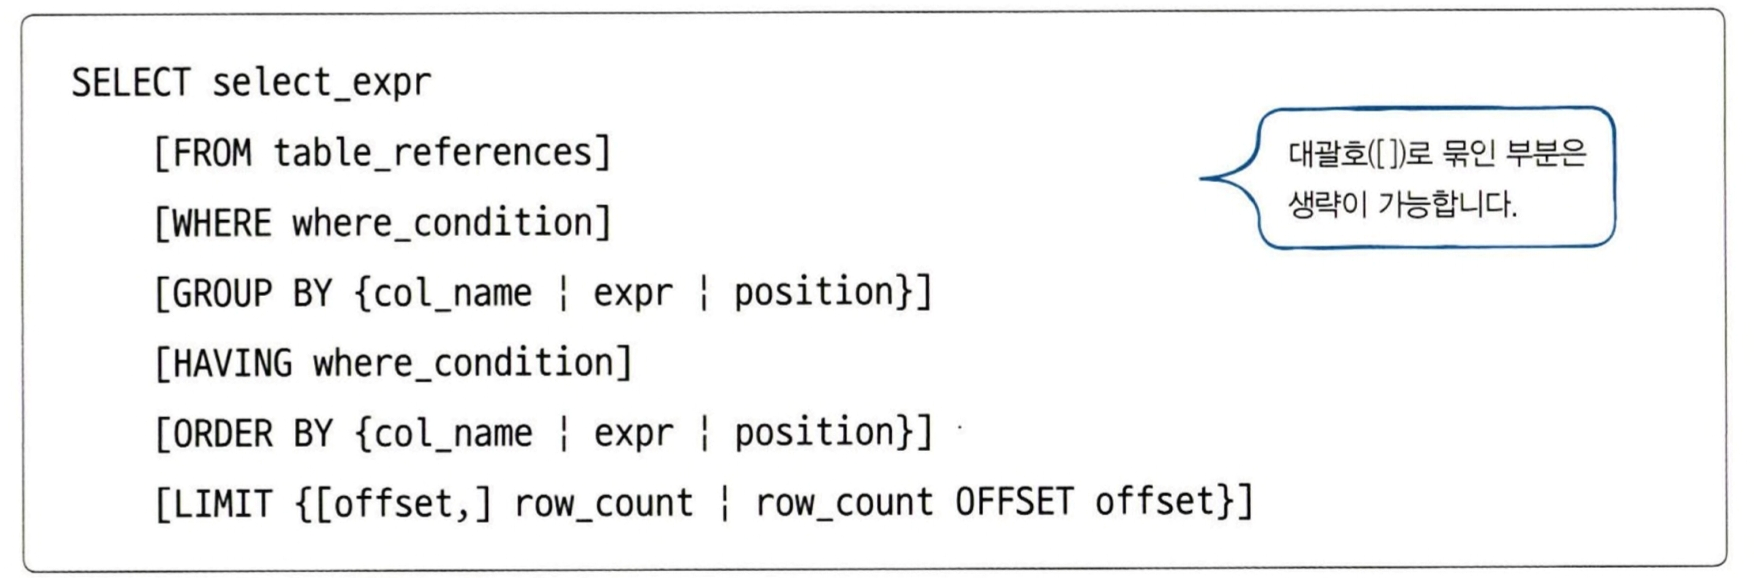 SELECT select_expr
[FROM table_references]
[WHERE where_condition]
[GROUP BY {col_name ¦ expr ¦ position}]
[HAVING where_condition]
[ORDER BY {col_name ¦ expr ¦ position}]
[LIMIT {[offset,] row_count ¦ row_count OFFSET offset}]
대괄호([ ])로 묶인 부분은
생략이 가능합니다.